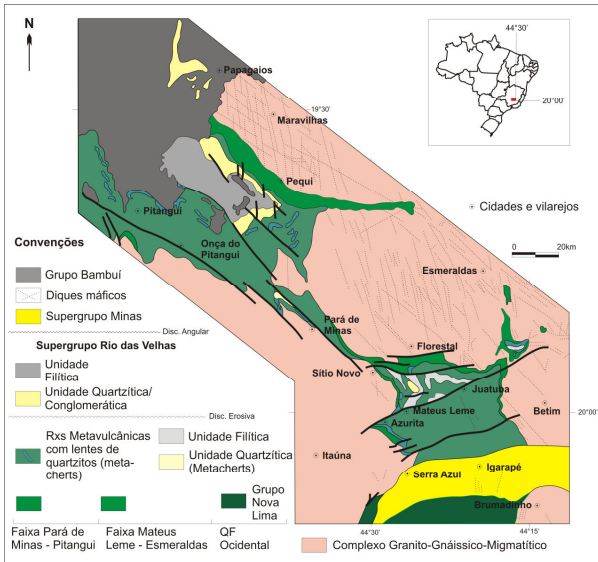 N
44°30'
20°00'
Papagaios
19°30
Maravilhas
Pequi
Pitangui
Cidades e vilarejos
Onça do
Pitangui
0 20km
Esmeraldas
Convenções
Grupo Bambuí
Diques máficos
Supergrupo Minas
Disc. Angular
Supergrupo Rio das Velhas
Unidade
Filítica
Unidade Quartzítica/
Conglomerática
Disc. Erosiva
Rxs Metavulcânicas
com lentes de
quartzitos (meta-
cherts)
Unidade Filítica
Unidade Quartzítica
(Metacherts)
Grupo
Nova
Lima
Faixa Pará de
Minas - Pitangui
Faixa Mateus
Leme - Esmeraldas
QF
Ocidental
Complexo Granito-Gnáissico-Migmatítico
Pará de
Minas
Florestal
Sítio Novo
Juatuba
Mateus Leme
Betim
20°00
Azurita
Itaúna
Serra Azul
Igarapé
Brumadinho
44°30
44°15